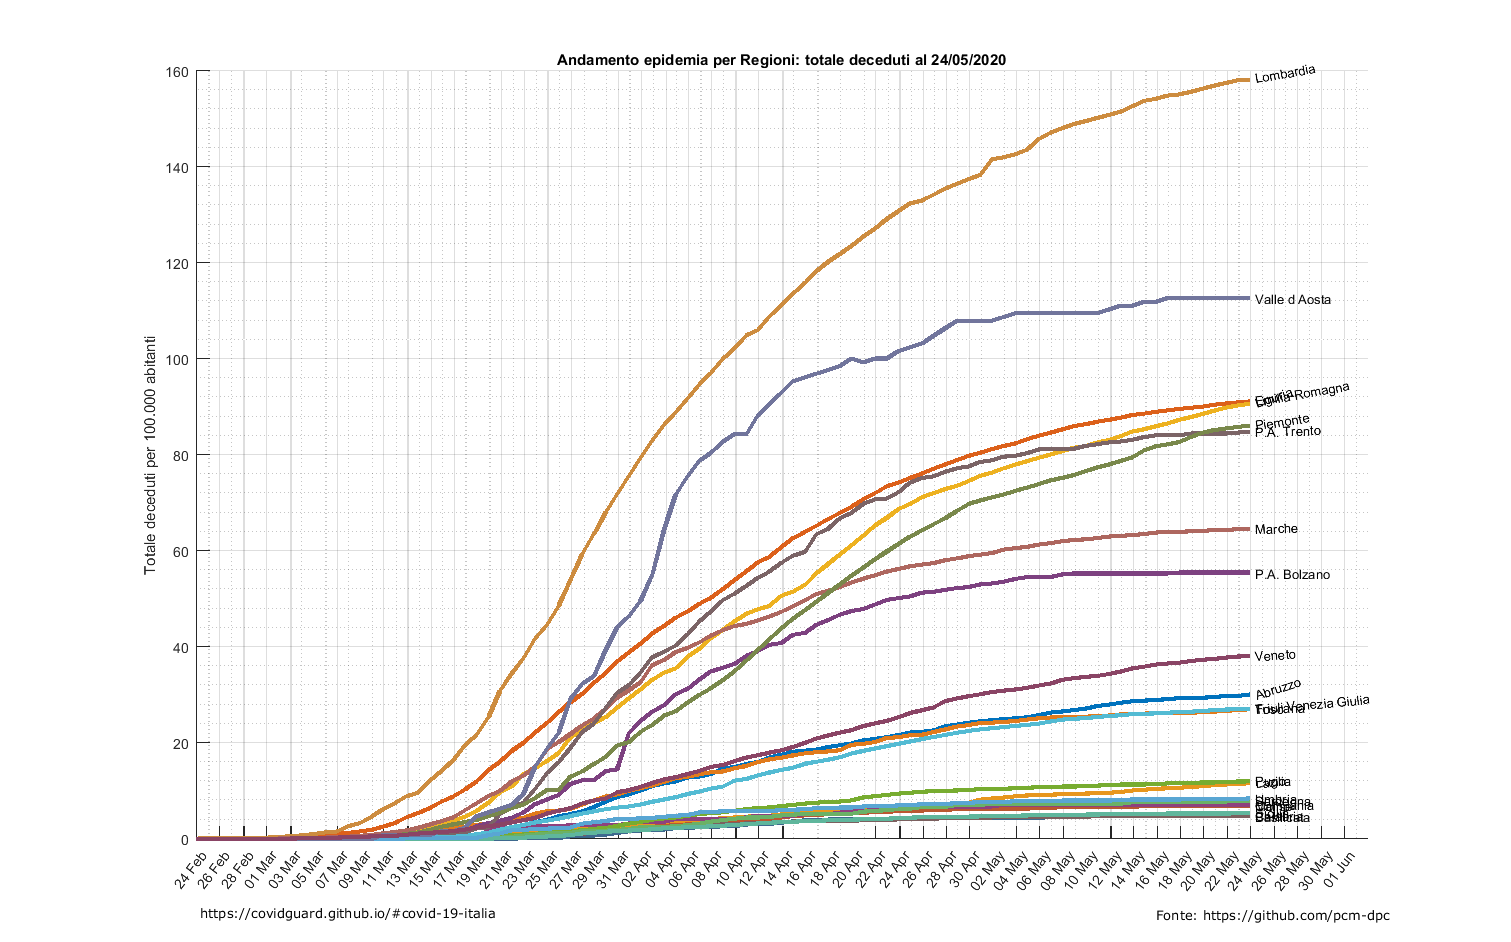 Andamento epidemia per Regioni: totale deceduti al 24/05/2020
Totale deceduti per 100.000 abitanti
160
140
120
100
80
60
40
20
0
Lombardia
Valle d Aosta
Emilia Romagna
Liguria
Piemonte
P.A. Trento
Marche
P.A. Bolzano
Veneto
Abruzzo
Friuli Venezia Giulia
Toscana
Puglia
Lazio
Umbria
Basilicata
24 Feb
26 Feb
28 Feb
01 Mar
03 Mar
05 Mar
07 Mar
09 Mar
11 Mar
13 Mar
15 Mar
17 Mar
19 Mar
21 Mar
23 Mar
25 Mar
27 Mar
29 Mar
31 Mar
02 Apr
04 Apr
06 Apr
08 Apr
10 Apr
12 Apr
14 Apr
16 Apr
18 Apr
20 Apr
22 Apr
24 Apr
26 Apr
28 Apr
30 Apr
02 May
04 May
06 May
08 May
10 May
12 May
14 May
16 May
18 May
20 May
22 May
24 May
26 May
28 May
30 May
01 Jun
https://covidguard.github.io/#covid-19-italia
Fonte: https://github.com/pcm-dpc